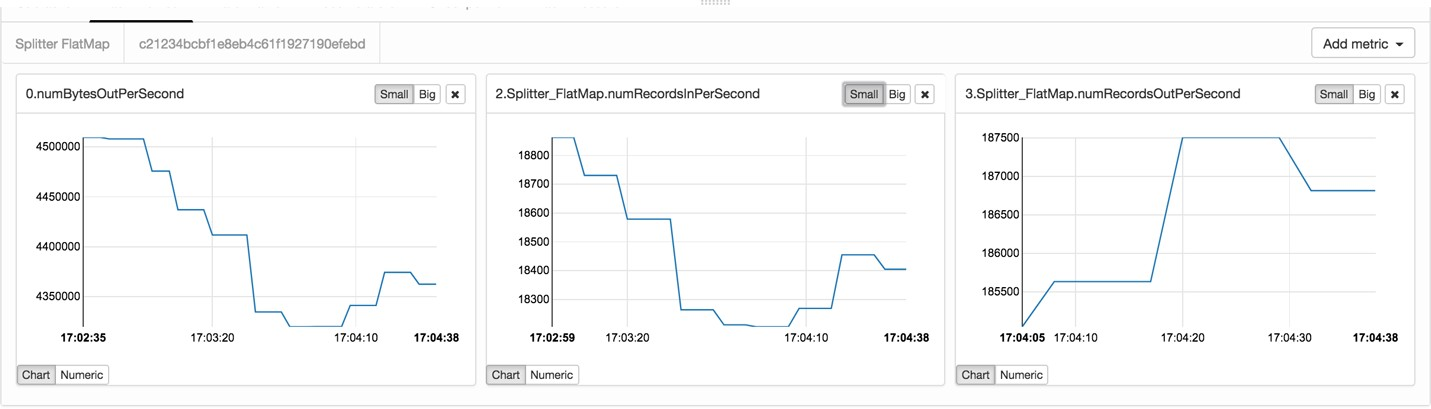 Splitter FlatMap c21234bcbf1e8eb4c61f1927190efebd Add metric
0.numBytesOutPerSecond Small Big ✖
4500000
4450000
4400000
4350000
17:02:35 17:03:20 17:04:10 17:04:38
Chart Numeric
2.Splitter_FlatMap.numRecordsInPerSecond Small Big ✖
18800
18700
18600
18500
18400
18300
17:02:59 17:03:20 17:04:10 17:04:38
Chart Numeric
3.Splitter_FlatMap.numRecordsOutPerSecond Small Big ✖
187500
187000
186500
186000
185500
17:04:05 17:04:10 17:04:20 17:04:30 17:04:38
Chart Numeric